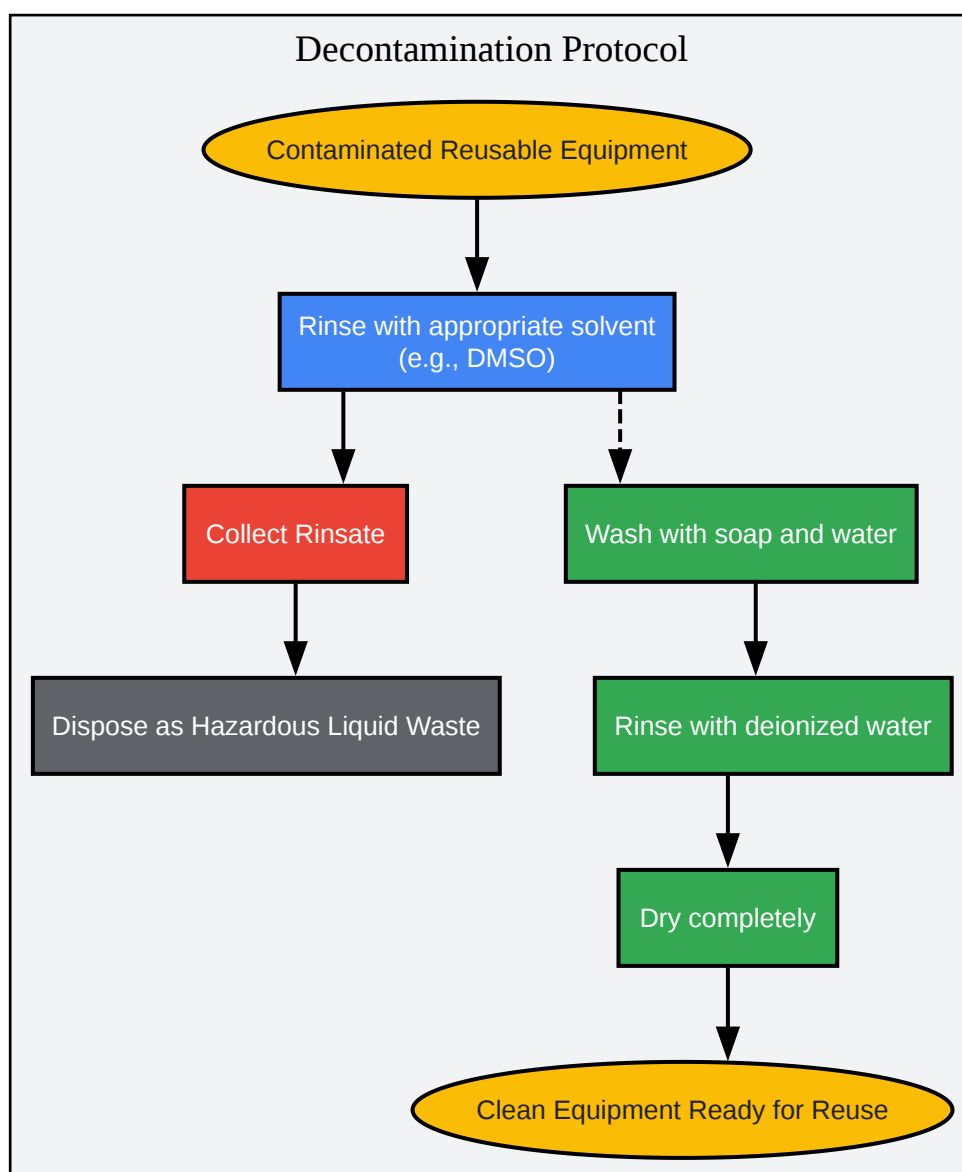 Decontamination Protocol
Contaminated Reusable Equipment
Rinse with appropriate solvent
(e.g., DMSO)
Collect Rinsate
Wash with soap and water
Dispose as Hazardous Liquid Waste
Rinse with deionized water
Dry completely
Clean Equipment Ready for Reuse